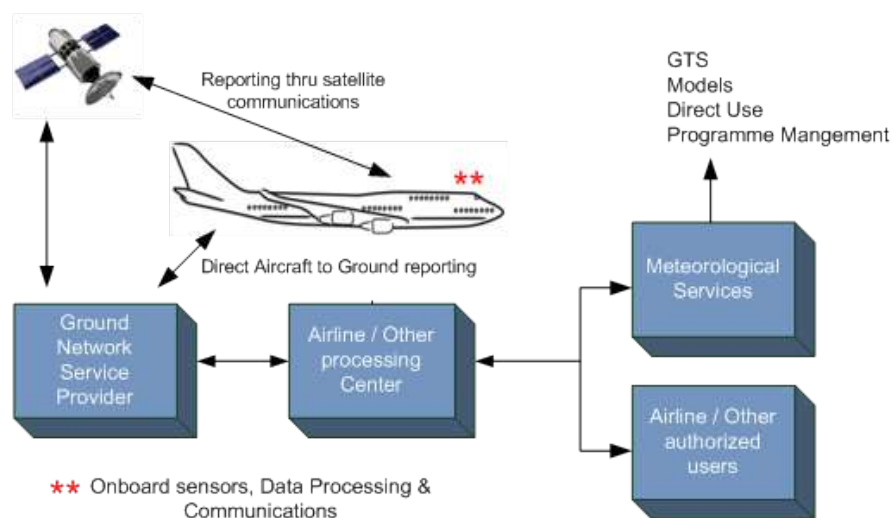 Reporting thru satellite
communications
GTS
Models
Direct Use
Programme Mangement
**
Direct Aircraft to Ground reporting
Meteorological
Services
Ground
Network
Service
Provider
Airline / Other
processing
Center
Airline / Other
authorized
users
** Onboard sensors, Data Processing &
Communications